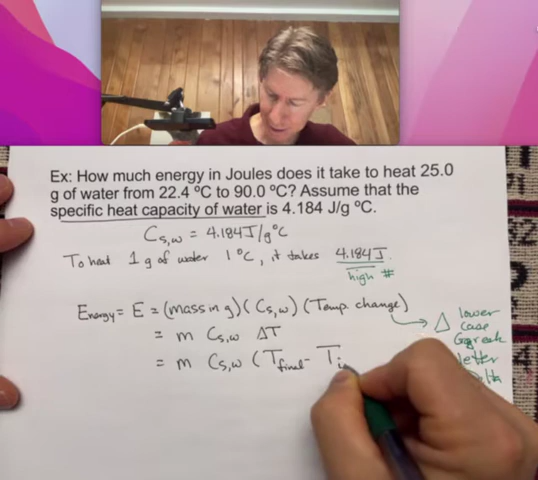 Ex: How much energy in Joules does it take to heat 25.0
g of water from 22.4 ºC to 90.0 ºC? Assume that the
specific heat capacity of water is 4.184 J/g ºC.
Cs,w = 4.184 J/g°C
To heat 1 g of water 1°C, it takes 4.184 J
high #
Energy = E = (mass in g)(Cs,w)(Temp. change)
= m Cs,w ΔT
= m Cs,w (Tfinal - Ti
Δ lower
case
Greek
letter